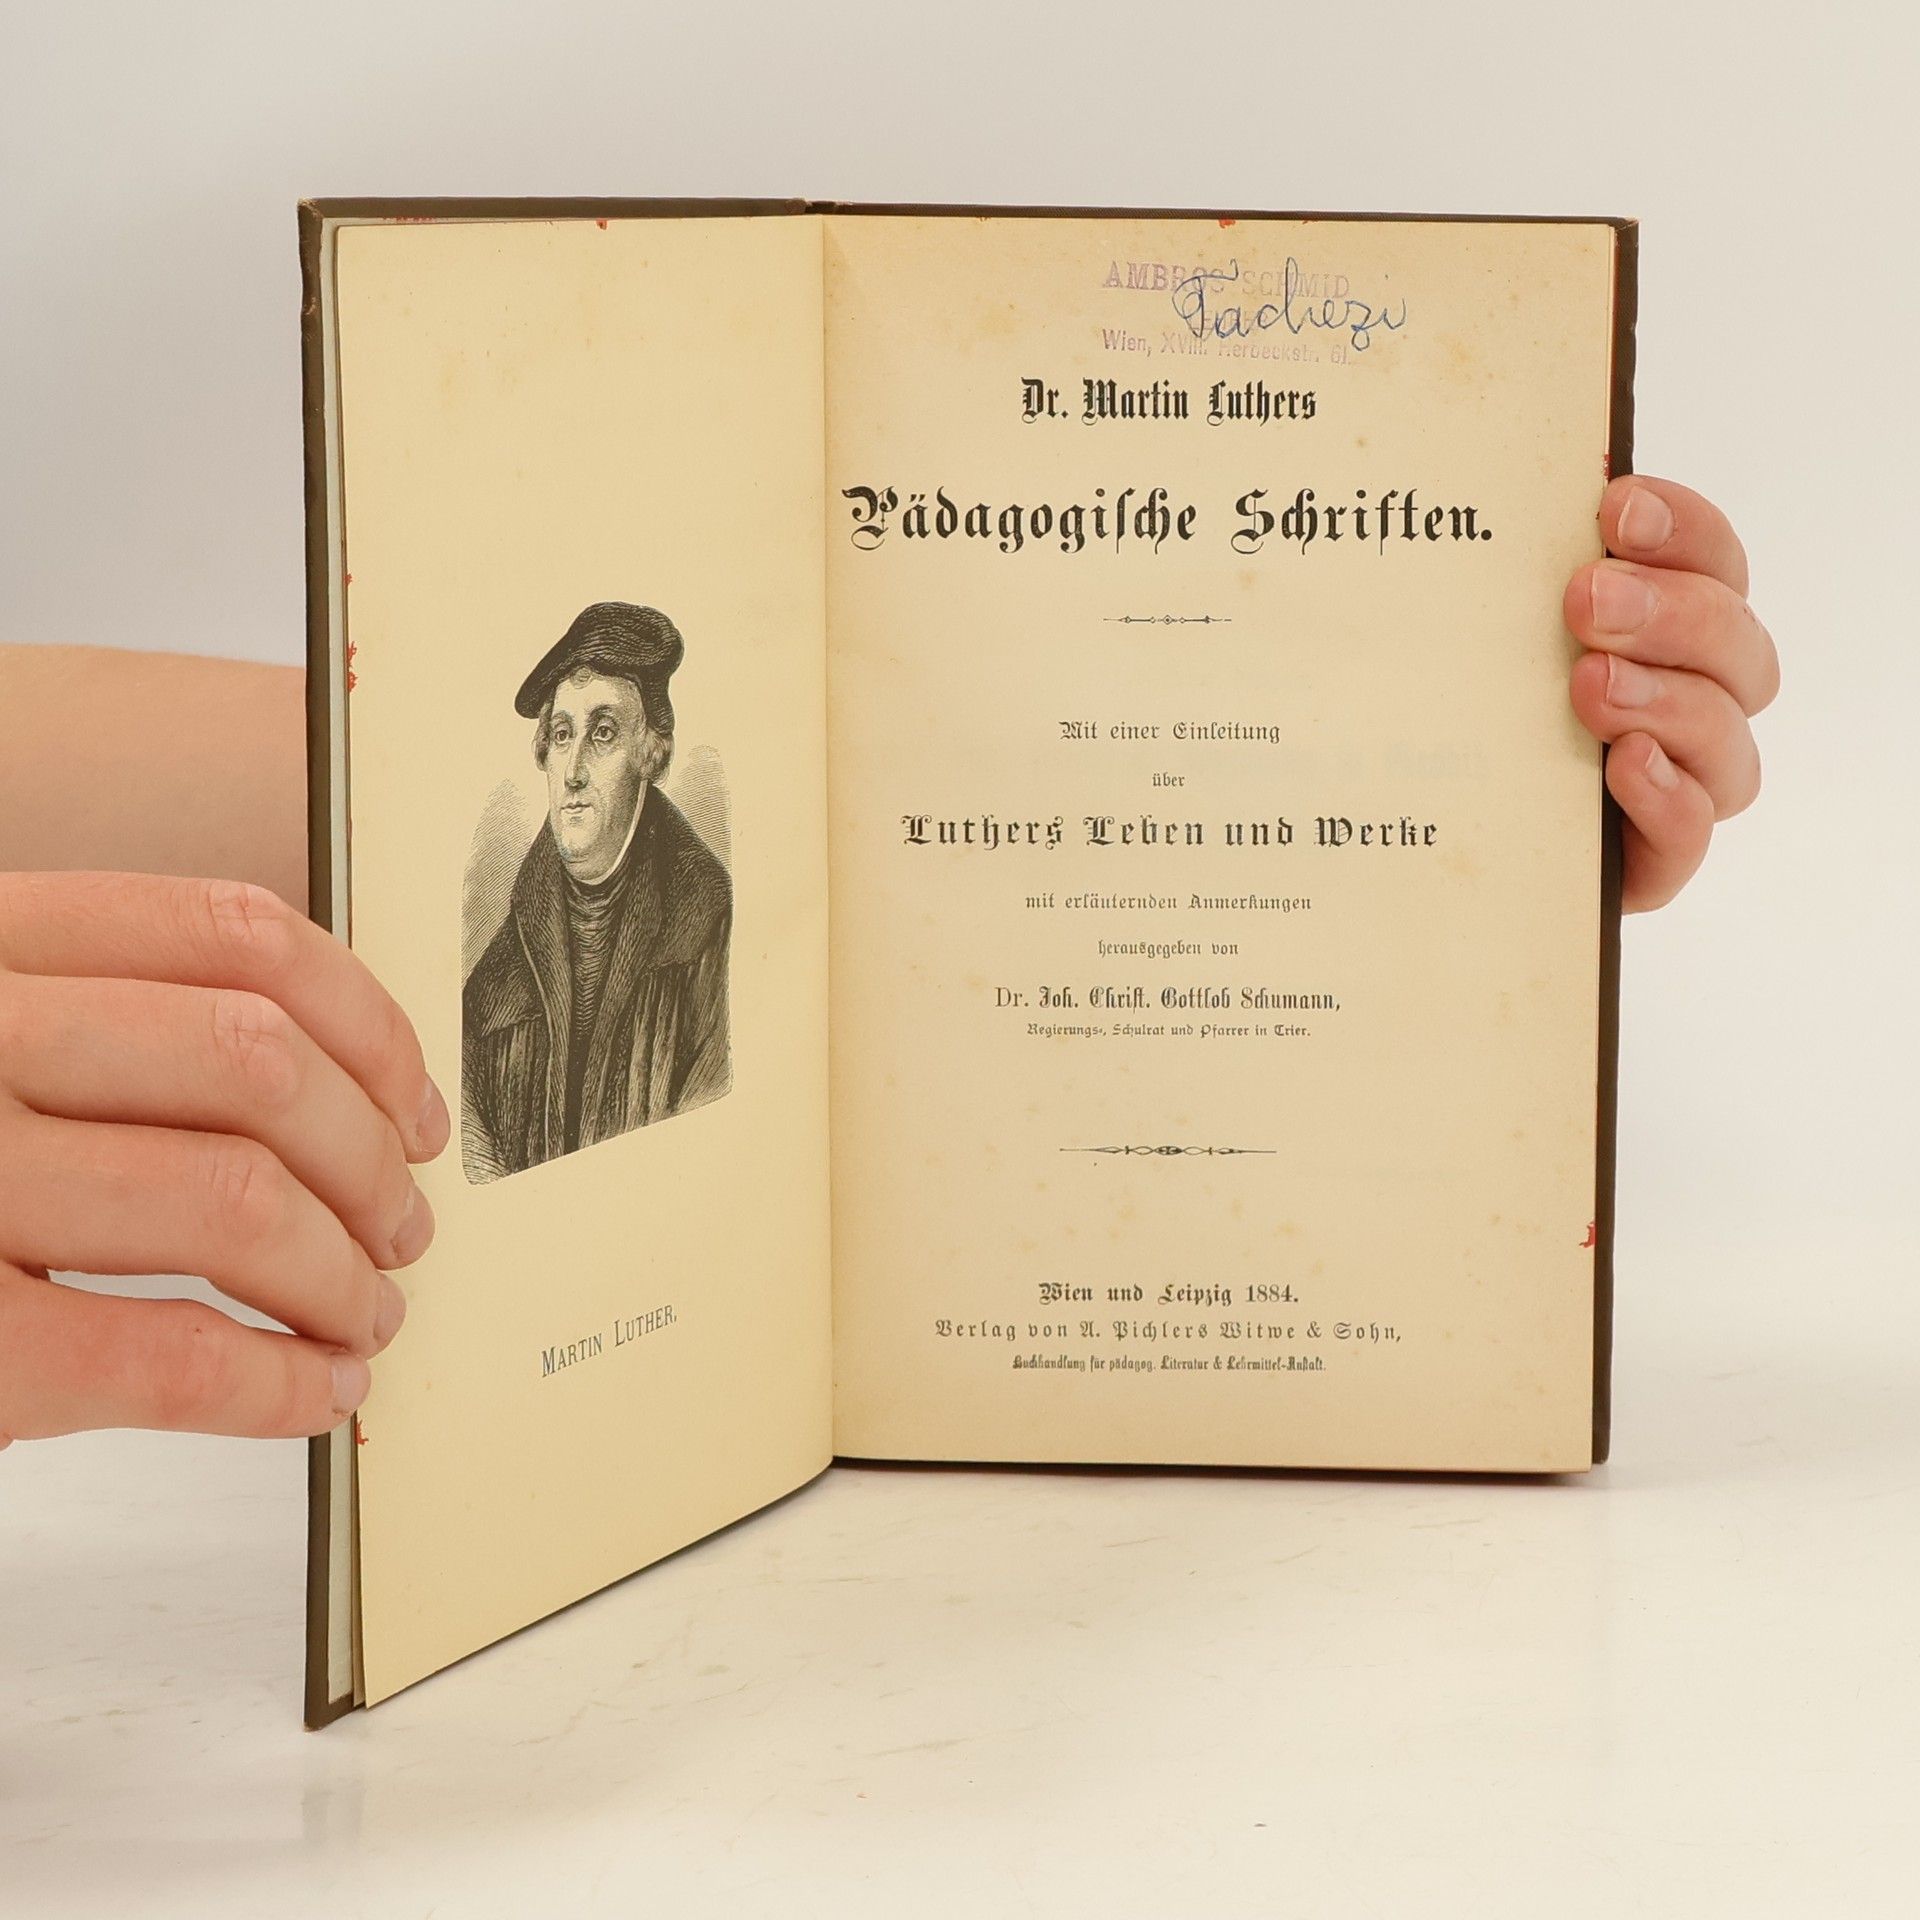 MARTIN LUTHER.
AMBROS SCHMID
Tachezi
Wien, XVIII. Herbeckstr. 61.
Dr. Martin Luthers
Pädagogiſche Schriften.
Mit einer Einleitung
über
Luthers Leben und Werke
mit erläuternden Anmerkungen
herausgegeben von
Dr. Joh. Chriſt. Gottlob Schumann,
Regierungs-, Schulrat und Pfarrer in Trier.
Wien und Leipzig 1884.
Verlag von A. Pichlers Witwe & Sohn,
Buchhandlung für pädagog. Literatur & Lehrmittel-Anſtalt.